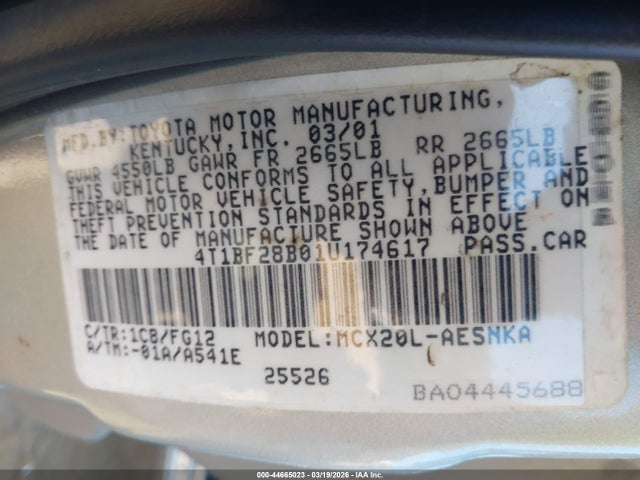 MFD.BY:TOYOTA MOTOR MANUFACTURING,
KENTUCKY,INC. 03/01
GVWR 4550LB GAWR FR 2665LB RR 2665LB
THIS VEHICLE CONFORMS TO ALL APPLICABLE
FEDERAL MOTOR VEHICLE SAFETY,BUMPER AND
THEFT PREVENTION STANDARDS IN EFFECT ON
THE DATE OF MANUFACTURE SHOWN ABOVE
4T1BF28B01U174617 PASS.CAR
C/TR:1C8/FG12 MODEL:MCX20L-AESNKA
A/TM:-01A/A541E
25526
BA04445688
000-44665023 | 03/19/2026 | IAA Corp.